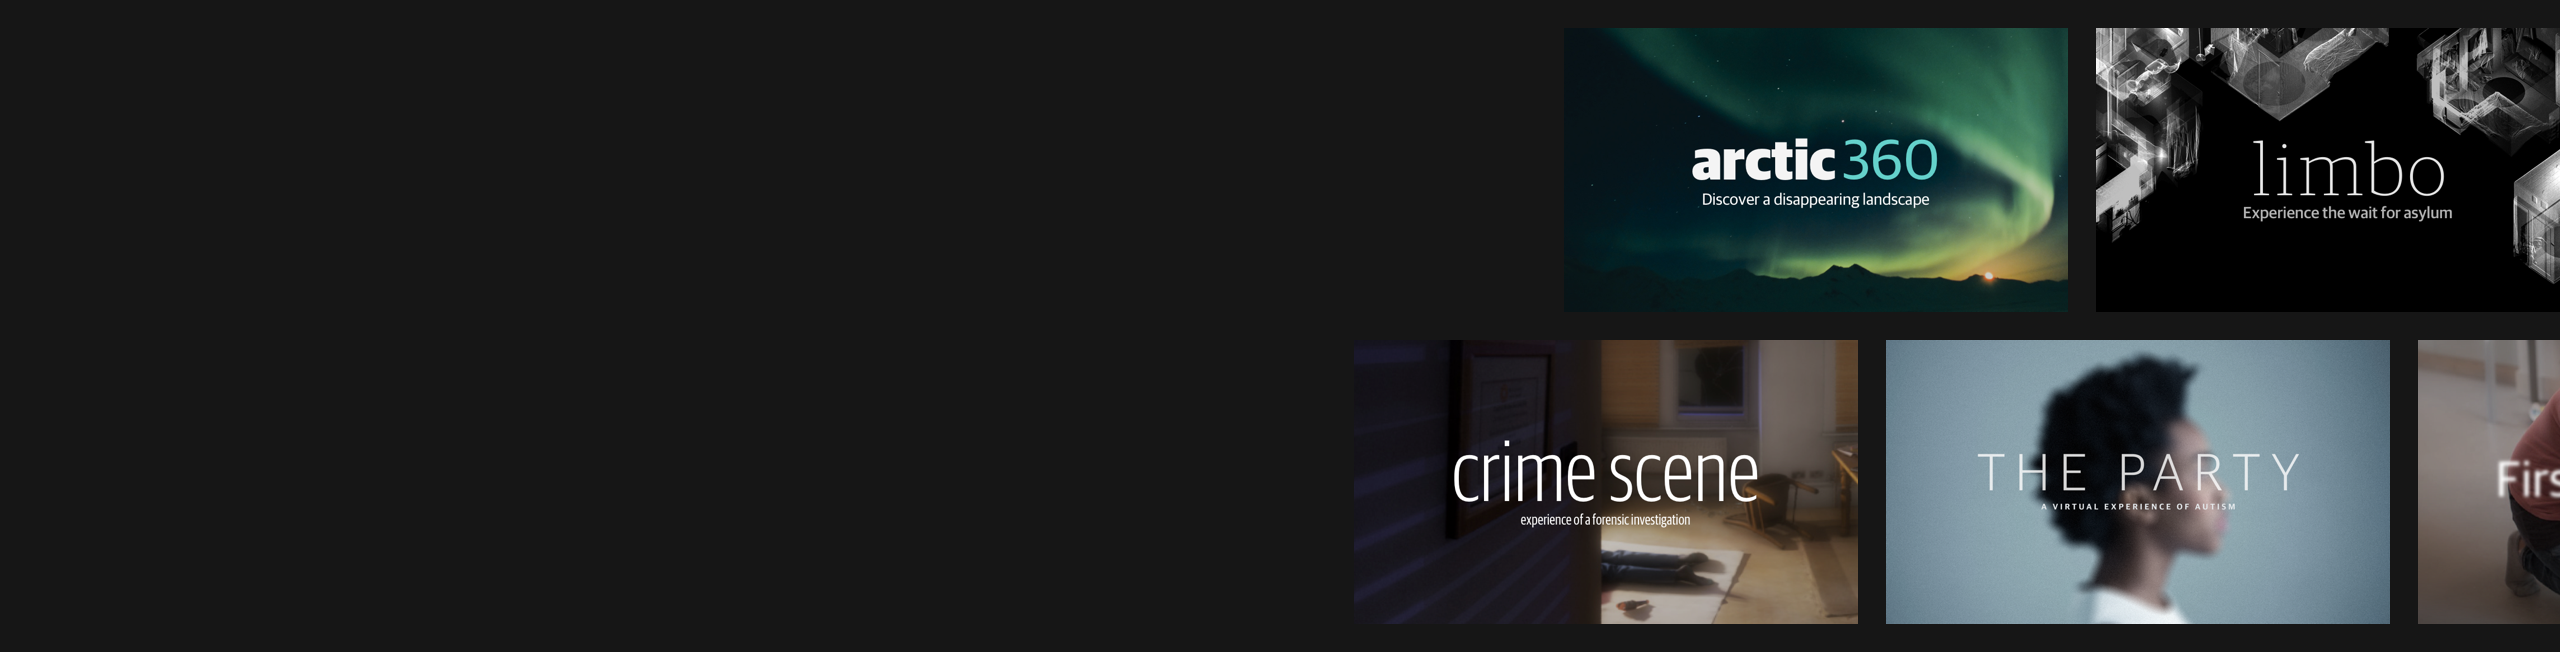 arctic 360
Discover a disappearing landscape
limbo
Experience the wait for asylum
crime scene
experience of a forensic investigation
THE PARTY
A VIRTUAL EXPERIENCE OF AUTISM